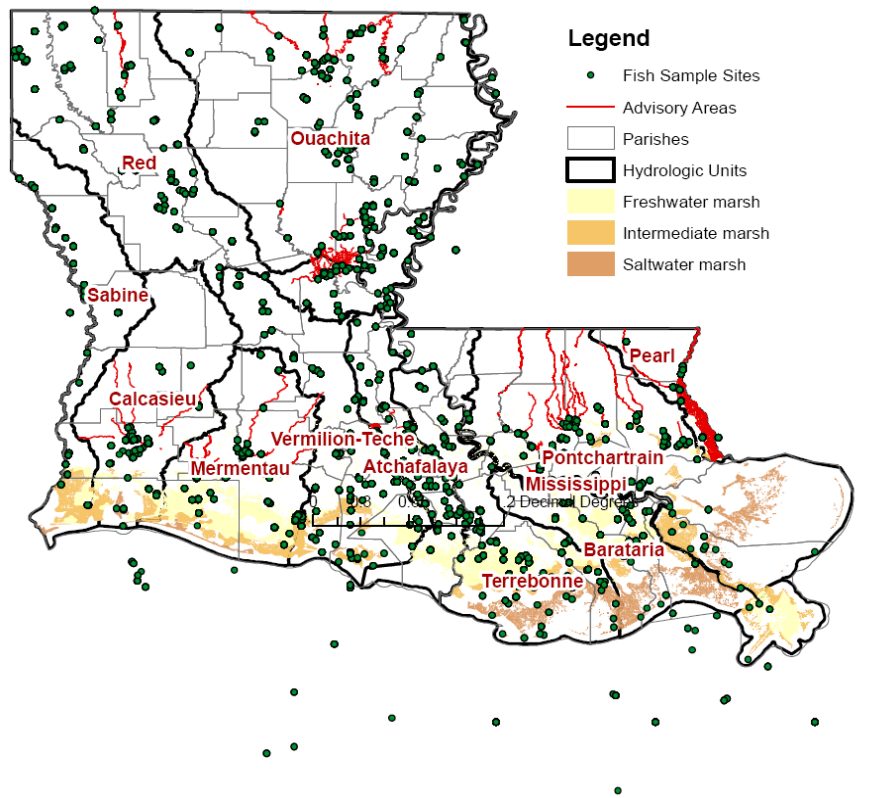 Legend
Fish Sample Sites
Advisory Areas
Parishes
Hydrologic Units
Freshwater marsh
Intermediate marsh
Saltwater marsh
Ouachita
Red
Sabine
Pearl
Calcasieu
Vermilion-Teche
Mermentau
Atchafalaya
Pontchartrain
Mississippi
2 Decimal Degrees
Barataria
Terrebonne